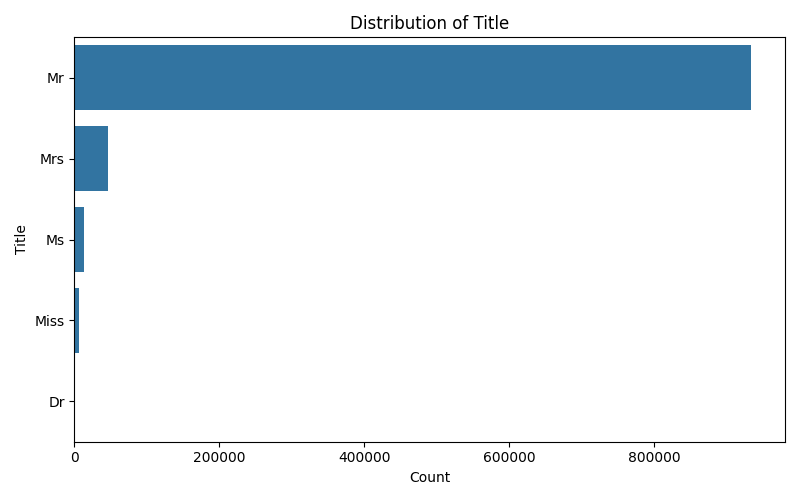 Distribution of Title
Mr
Mrs
Ms
Miss
Dr
Title
0 200000 400000 600000 800000
Count